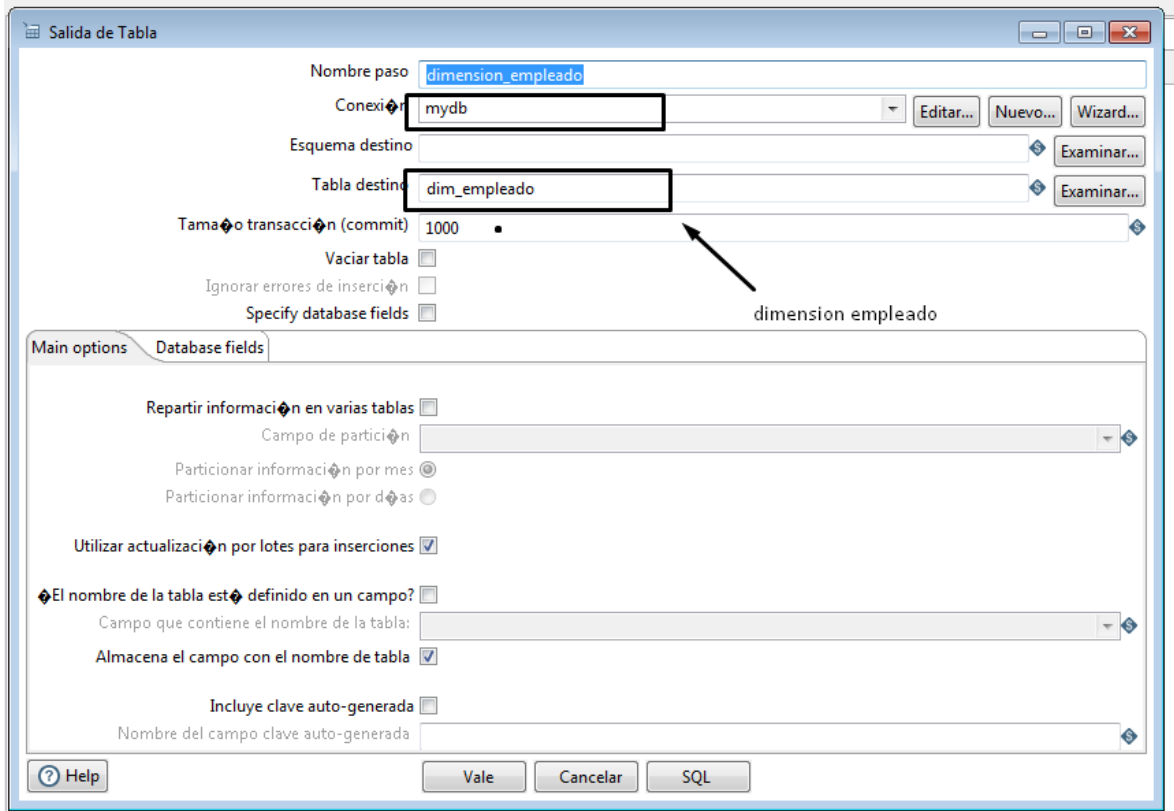 Salida de Tabla
Nombre paso dimension_empleado
Conexi�n mydb Editar... Nuevo... Wizard...
Esquema destino Examinar...
Tabla destino dim_empleado Examinar...
Tama�o transacci�n (commit) 1000
Vaciar tabla
Ignorar errores de inserci�n
Specify database fields
dimension empleado
Main options Database fields
Repartir informaci�n en varias tablas
Campo de partici�n
Particionar informaci�n por mes
Particionar informaci�n por d�as
Utilizar actualizaci�n por lotes para inserciones
�El nombre de la tabla est� definido en un campo?
Campo que contiene el nombre de la tabla:
Almacena el campo con el nombre de tabla
Incluye clave auto-generada
Nombre del campo clave auto-generada
Help Vale Cancelar SQL